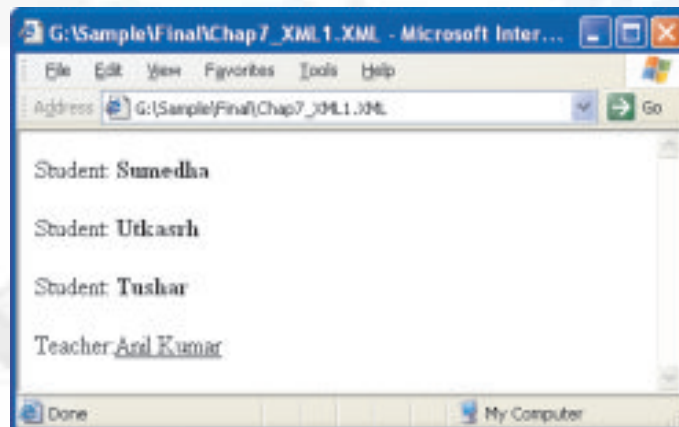 G:\Sample\Final\Chap7_XML1.XML - Microsoft Inter...
File Edit View Favorites Tools Help
Address G:\Sample\Final\Chap7_XML1.XML Go
Student: Sumedha
Student: Utkasrh
Student: Tushar
Teacher:Anil Kumar
Done My Computer